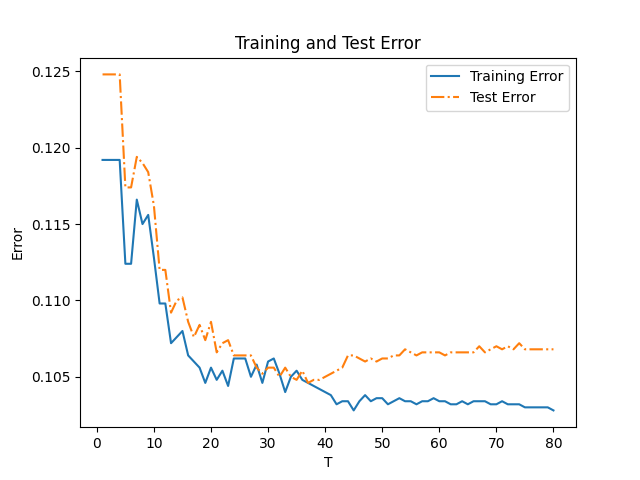 Training and Test Error
Training Error
Test Error
0.125
0.120
0.115
0.110
0.105
Error
0 10 20 30 40 50 60 70 80
T